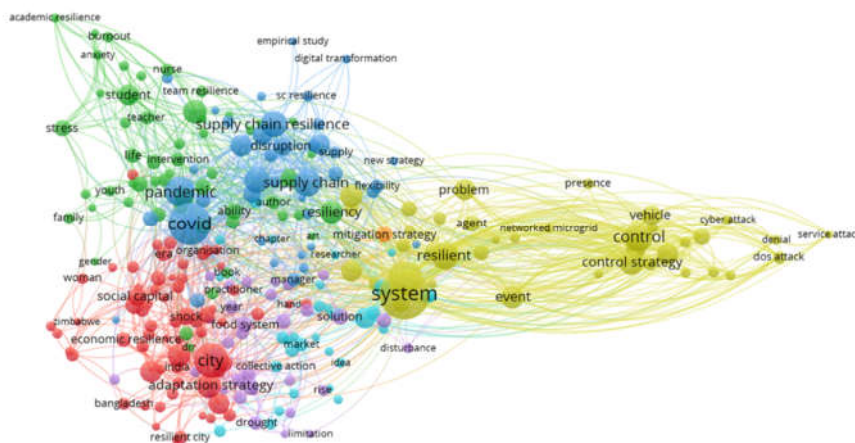 academic resilience
burnout
empirical study
anxiety
digital transformation
nurse
sc resilience
student
team resilience
supply chain resilience
teacher
stress
disruption
supply
life
intervention
new strategy
presence
supply chain
flexibility
problem
youth
pandemic
author
vehicle
cyber attack
family
ability
resiliency
agent
networked microgrid
service attack
covid
control
denial
chapter
art
mitigation strategy
era
organisation
researcher
resilient
control strategy
dos attack
gender
book
manager
woman
practitioner
system
social capital
year
hand
event
zimbabwe
shock
food system
solution
economic resilience
drr
market
disturbance
city
india
collective action
idea
adaptation strategy
rise
bangladesh
drought
resilient city
limitation